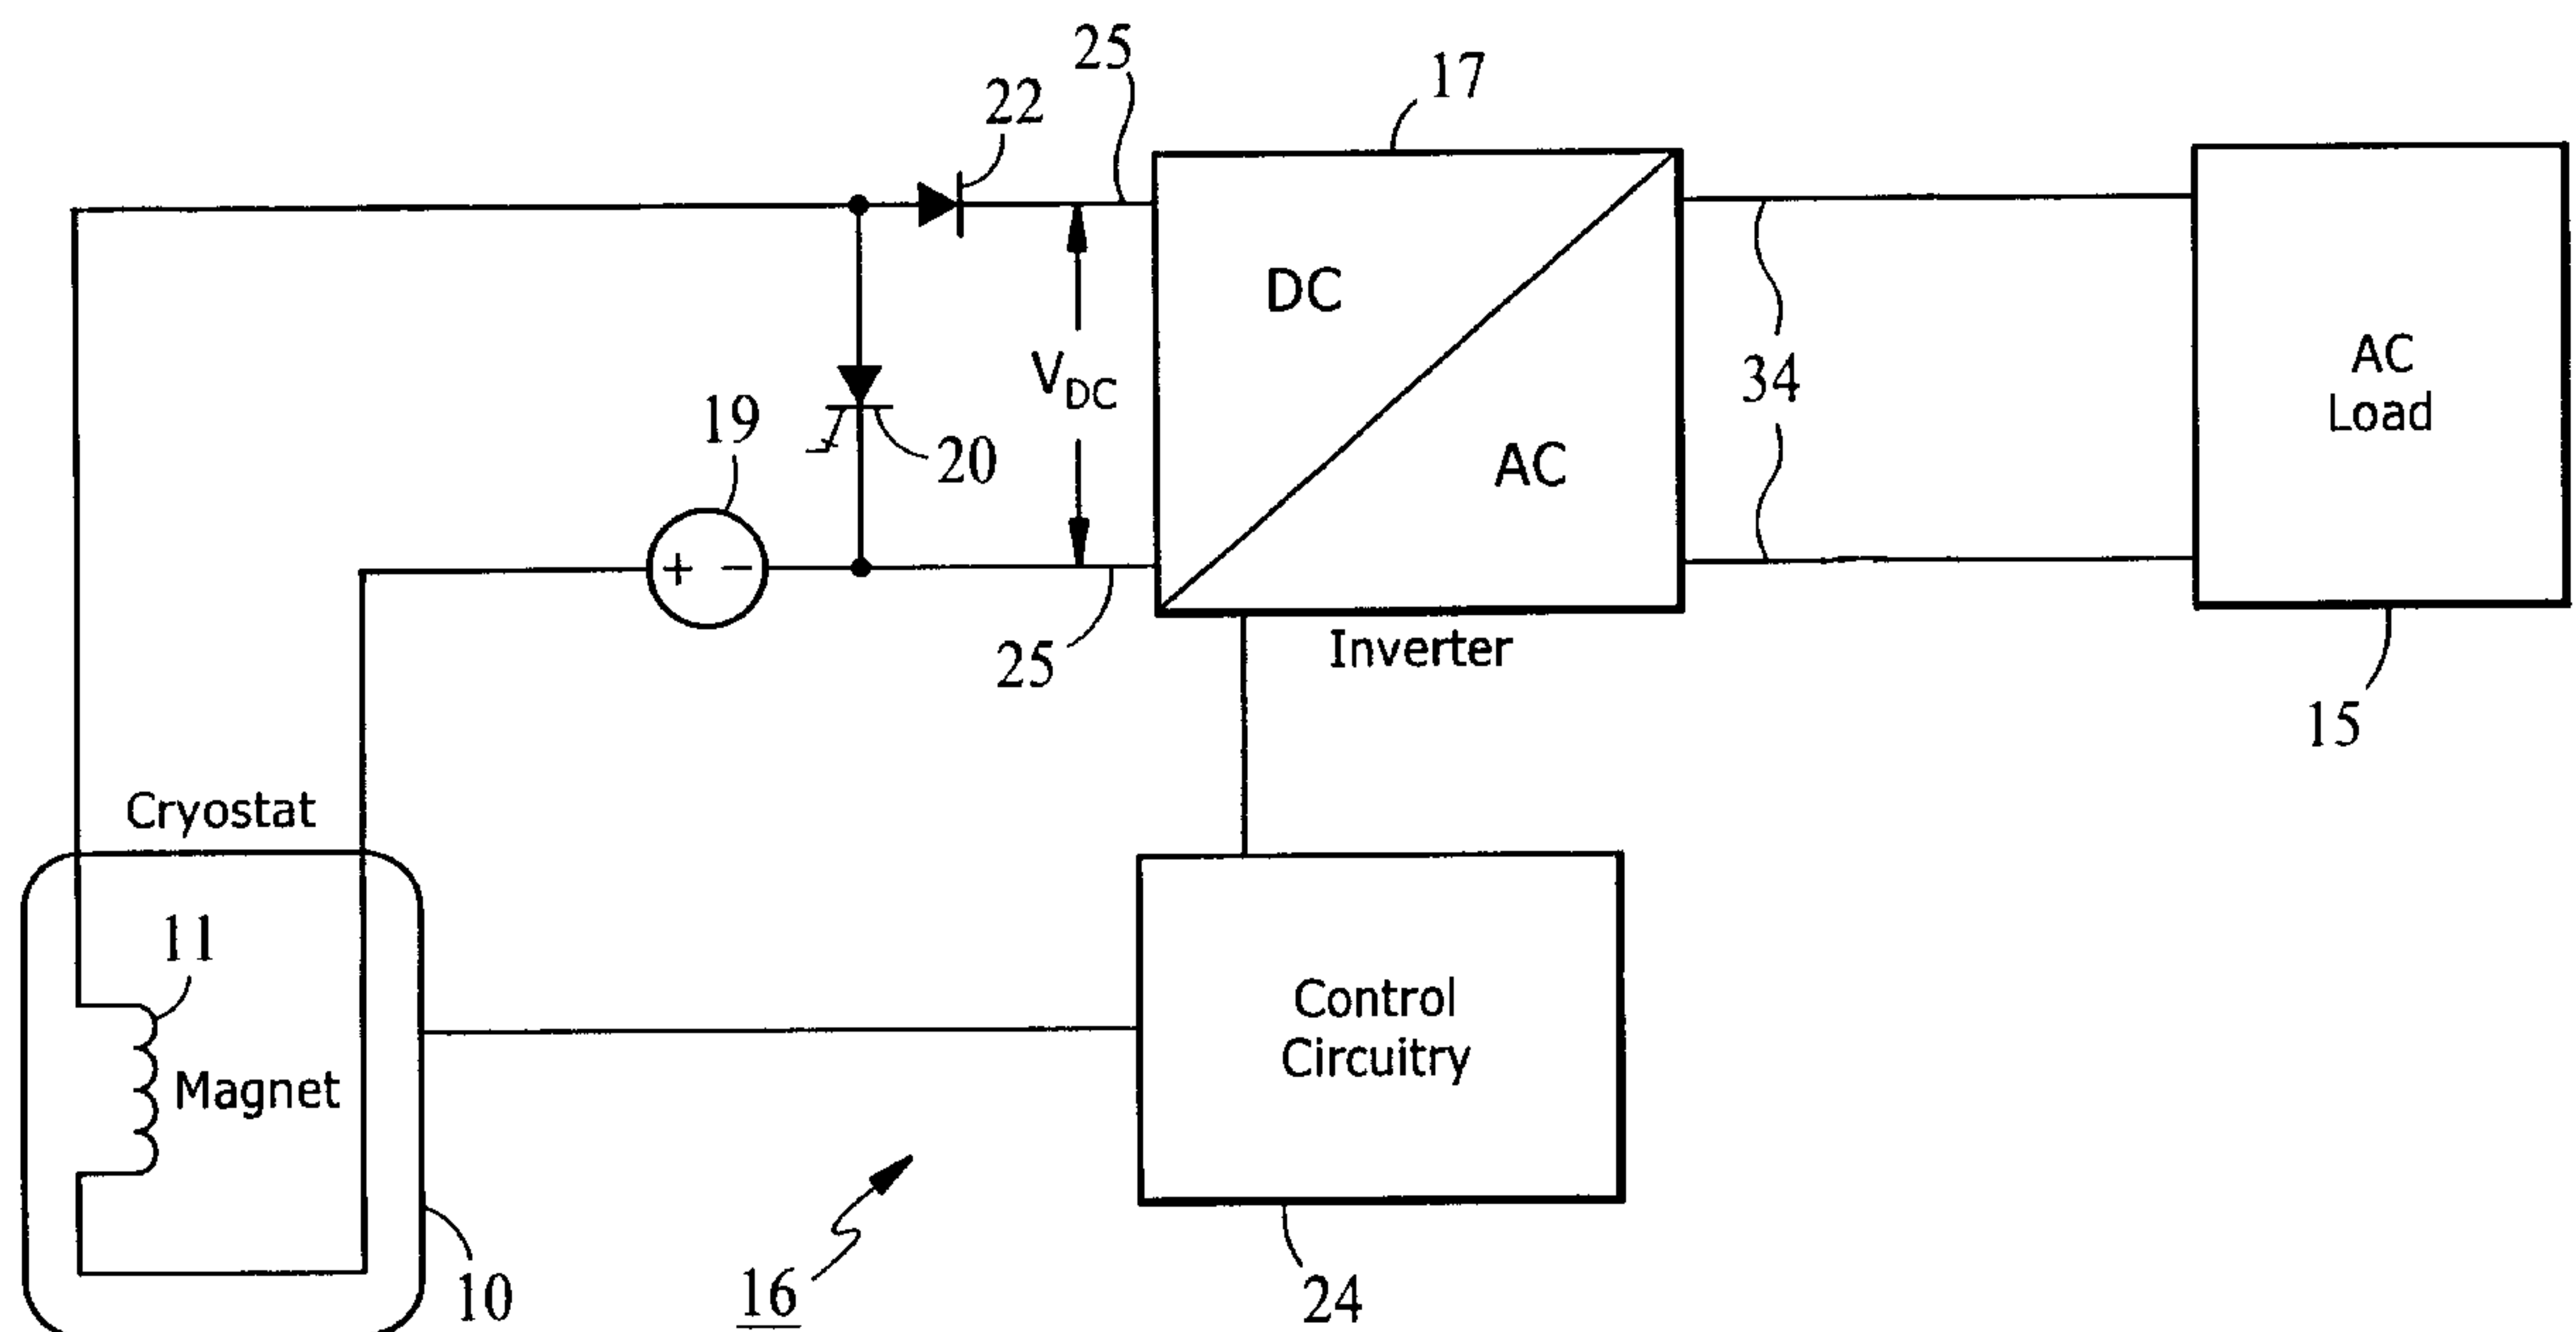 25
17
22
DC
V_DC
AC
34
AC
Load
19
20
25
Inverter
15
Cryostat
11
Magnet
Control
Circuitry
10
16
24